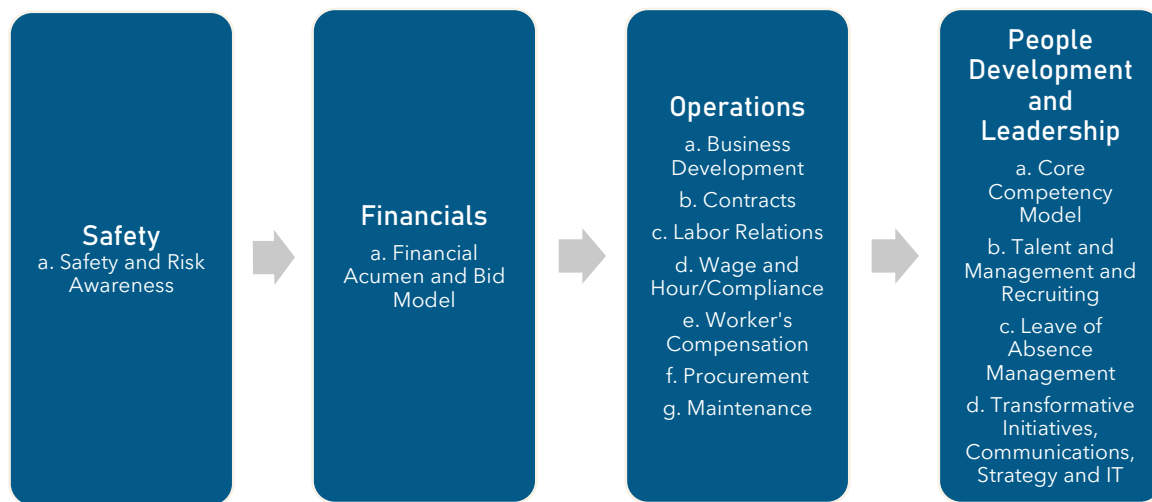 Safety
a. Safety and Risk
Awareness
Financials
a. Financial
Acumen and Bid
Model
Operations
a. Business
Development
b. Contracts
c. Labor Relations
d. Wage and
Hour/Compliance
e. Worker's
Compensation
f. Procurement
g. Maintenance
People
Development
and
Leadership
a. Core
Competency
Model
b. Talent and
Management and
Recruiting
c. Leave of
Absence
Management
d. Transformative
Initiatives,
Communications,
Strategy and IT